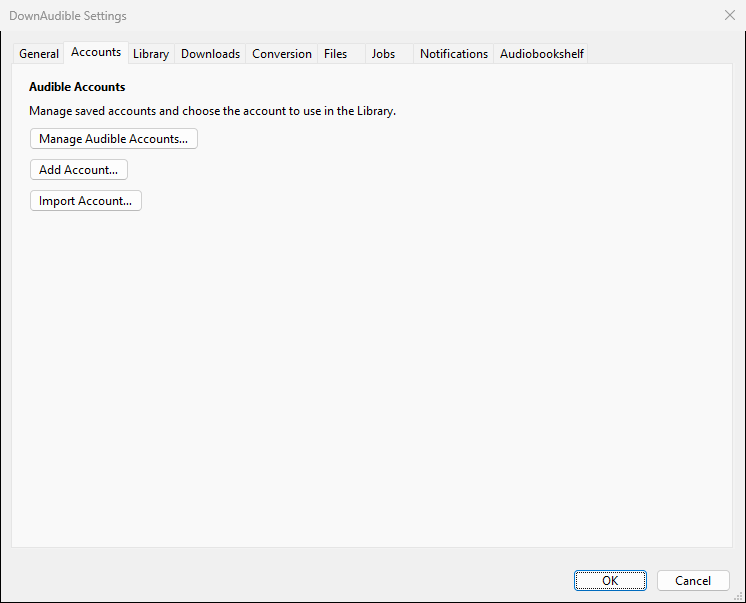 DownAudible Settings
General Accounts Library Downloads Conversion Files Jobs Notifications Audiobookshelf
Audible Accounts
Manage saved accounts and choose the account to use in the Library.
Manage Audible Accounts...
Add Account...
Import Account...
OK Cancel